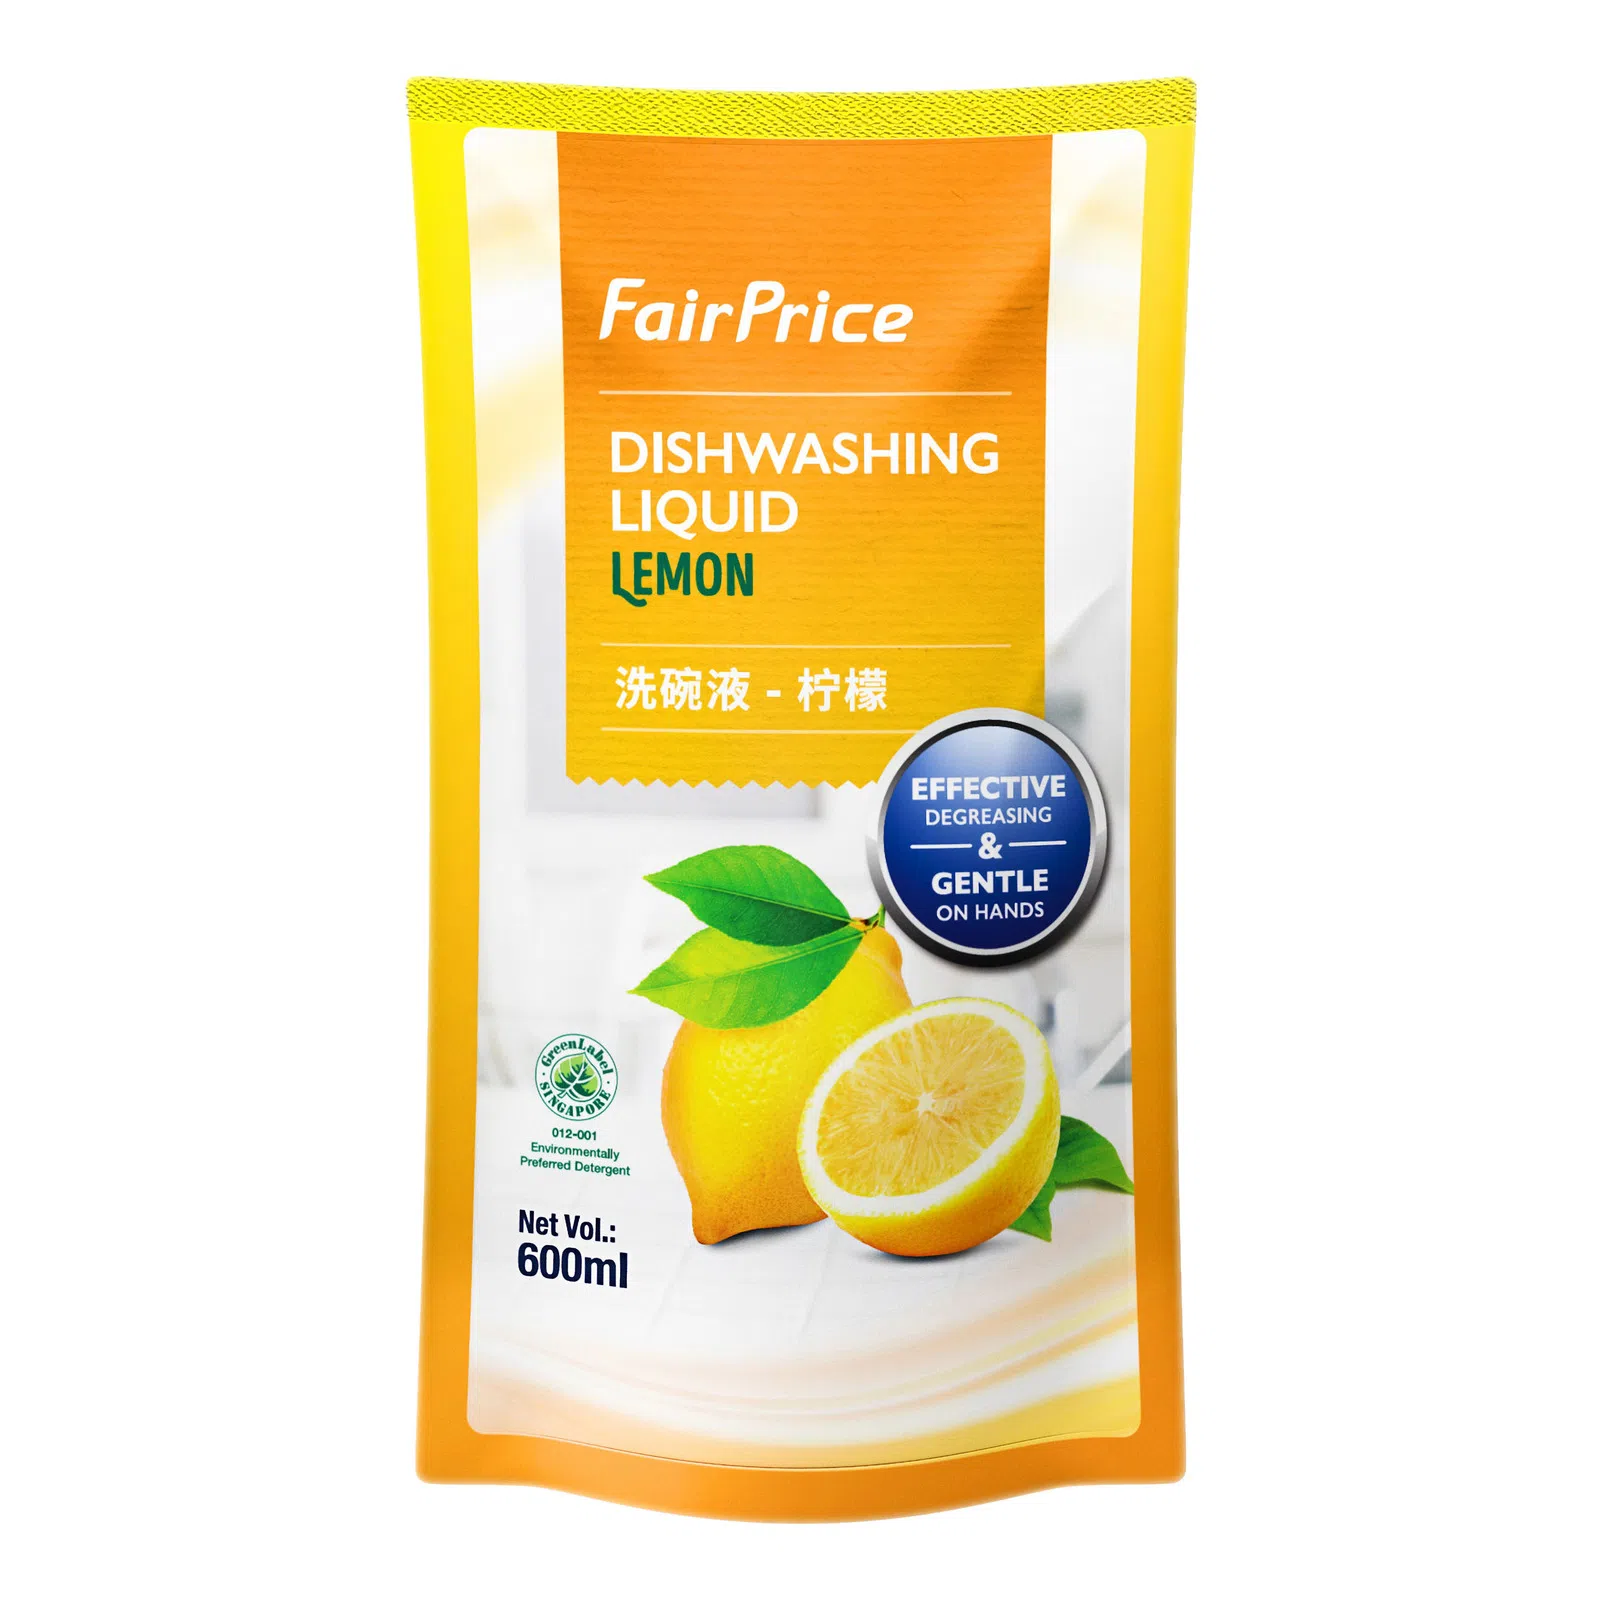 FairPrice
DISHWASHING
LIQUID
LEMON
洗碗液 - 柠檬
EFFECTIVE
DEGREASING
&
GENTLE
ON HANDS
GreenLabel
· SINGAPORE ·
012-001
Environmentally
Preferred Detergent
Net Vol.:
600ml